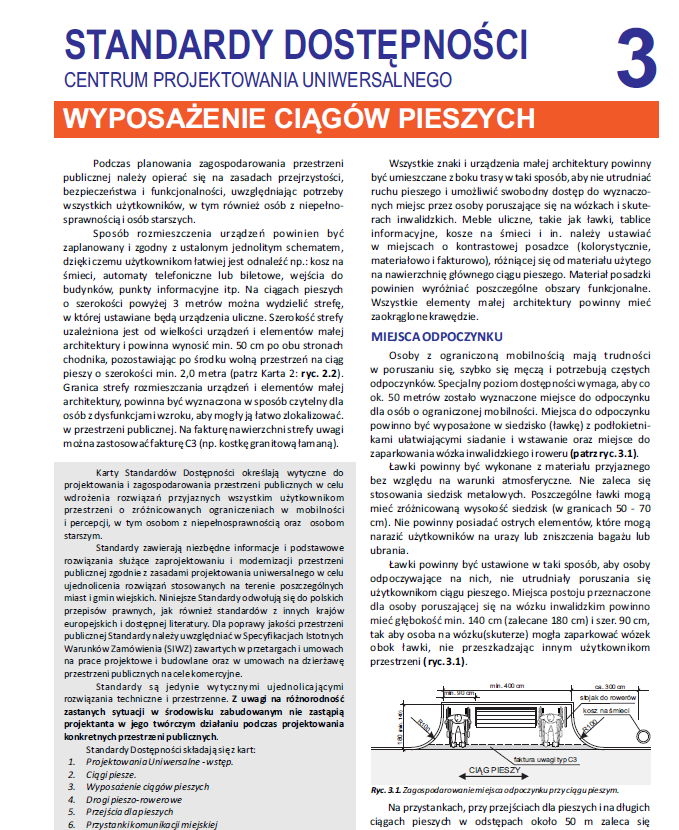 STANDARDY DOSTĘPNOŚCI
CENTRUM PROJEKTOWANIA UNIWERSALNEGO
3
WYPOSAŻENIE CIĄGÓW PIESZYCH
Podczas planowania zagospodarowania przestrzeni
publicznej należy opierać się na zasadach przejrzystości,
bezpieczeństwa i funkcjonalności, uwzględniając potrzeby
wszystkich użytkowników, w tym również osób z niepełno-
sprawnością i osób starszych.
Sposób rozmieszczenia urządzeń powinien być
zaplanowany i zgodny z ustalonym jednolitym schematem,
dzięki czemu użytkownikom łatwiej jest odnaleźć np.: kosz na
śmieci, automaty telefoniczne lub biletowe, wejścia do
budynków, punkty informacyjne itp. Na ciągach pieszych
o szerokości powyżej 3 metrów można wydzielić strefę,
w której ustawiane będą urządzenia uliczne. Szerokość strefy
uzależniona jest od wielkości urządzeń i elementów małej
architektury i powinna wynosić min. 50 cm po obu stronach
chodnika, pozostawiając po środku wolną przestrzeń na ciąg
pieszy o szerokości min. 2,0 metra (patrz Karta 2: ryc. 2.2).
Granica strefy rozmieszczania urządzeń i elementów małej
architektury, powinna być wyznaczona w sposób czytelny dla
osób z dysfunkcjami wzroku, aby mogły ją łatwo zlokalizować.
w przestrzeni publicznej. Na fakturę nawierzchni strefy uwagi
można zastosować fakturę C3 (np. kostkę granitową łamaną).
Karty Standardów Dostępności określają wytyczne do
projektowania i zagospodarowania przestrzeni publicznych w celu
wdrożenia rozwiązań przyjaznych wszystkim użytkownikom
przestrzeni o zróżnicowanych ograniczeniach w mobilności
i percepcji, w tym osobom z niepełnosprawnością oraz osobom
starszym.
Standardy zawierają niezbędne informacje i podstawowe
rozwiązania służące zaprojektowaniu i modernizacji przestrzeni
publicznej zgodnie z zasadami projektowania uniwersalnego w celu
ujednolicenia rozwiązań stosowanych na terenie poszczególnych
miast i gmin wiejskich. Niniejsze Standardy odwołują się do polskich
przepisów prawnych, jak również standardów z innych krajów
europejskich i dostępnej literatury. Dla poprawy jakości przestrzeni
publicznej Standardy należy uwzględniać w Specyfikacjach Istotnych
Warunków Zamówienia (SIWZ) zawartych w przetargach i umowach
na prace projektowe i budowlane oraz w umowach na dzierżawę
przestrzeni publicznych na cele komercyjne.
Standardy są jedynie wytycznymi ujednolicającymi
rozwiązania techniczne i przestrzenne. Z uwagi na różnorodność
zastanych sytuacji w środowisku zabudowanym nie zastąpią
projektanta w jego twórczym działaniu podczas projektowania
konkretnych przestrzeni publicznych.
Standardy Dostępności składają się z kart:
1. Projektowania Uniwersalne - wstęp.
2. Ciągi piesze.
3. Wyposażenie ciągów pieszych
4. Drogi pieszo-rowerowe
5. Przejścia dla pieszych
6. Przystanki komunikacji miejskiej
Wszystkie znaki i urządzenia małej architektury powinny
być umieszczane z boku trasy w taki sposób, aby nie utrudniać
ruchu pieszego i umożliwić swobodny dostęp do wyznaczo-
nych miejsc przez osoby poruszające się na wózkach i skute-
rach inwalidzkich. Meble uliczne, takie jak ławki, tablice
informacyjne, kosze na śmieci i in. należy ustawiać
w miejscach o kontrastowej posadzce (kolorystycznie,
materiałowo i fakturowo), różniącej się od materiału użytego
na nawierzchnię głównego ciągu pieszego. Materiał posadzki
powinien wyróżniać poszczególne obszary funkcjonalne.
Wszystkie elementy małej architektury powinny mieć
zaokrąglone krawędzie.
MIEJSCA ODPOCZYNKU
Osoby z ograniczoną mobilnością mają trudności
w poruszaniu się, szybko się męczą i potrzebują częstych
odpoczynków. Specjalny poziom dostępności wymaga, aby co
ok. 50 metrów zostało wyznaczone miejsce do odpoczynku
dla osób o ograniczonej mobilności. Miejsca do odpoczynku
powinno być wyposażone w siedzisko (ławkę) z podłokietni-
kami ułatwiającymi siadanie i wstawanie oraz miejsce do
zaparkowania wózka inwalidzkiego i roweru (patrz ryc. 3.1).
Ławki powinny być wykonane z materiału przyjaznego
bez względu na warunki atmosferyczne. Nie zaleca się
stosowania siedzisk metalowych. Poszczególne ławki mogą
mieć zróżnicowaną wysokość siedzisk (w granicach 50 - 70
cm). Nie powinny posiadać ostrych elementów, które mogą
narazić użytkowników na urazy lub zniszczenia bagażu lub
ubrania.
Ławki powinny być ustawione w taki sposób, aby osoby
odpoczywające na nich, nie utrudniały poruszania się
użytkownikom ciągu pieszego. Miejsca postoju przeznaczone
dla osoby poruszającej się na wózku inwalidzkim powinno
mieć głębokość min. 140 cm (zalecane 180 cm) i szer. 90 cm,
tak aby osoba na wózku(skuterze) mogła zaparkować wózek
obok ławki, nie przeszkadzając innym użytkownikom
przestrzeni (ryc. 3.1).
min. 400 cm
ca. 300 cm
min. 90 cm
stojak do rowerów
kosz na śmieci
180 (min. 140)
R100
R100
faktura uwagi typ C3
CIĄG PIESZY
Ryc. 3.1. Zagospodarowanie miejsca odpoczynku przy ciągu pieszym.
Na przystankach, przy przejściach dla pieszych i na długich
ciągach pieszych w odstępach około 50 m zaleca się